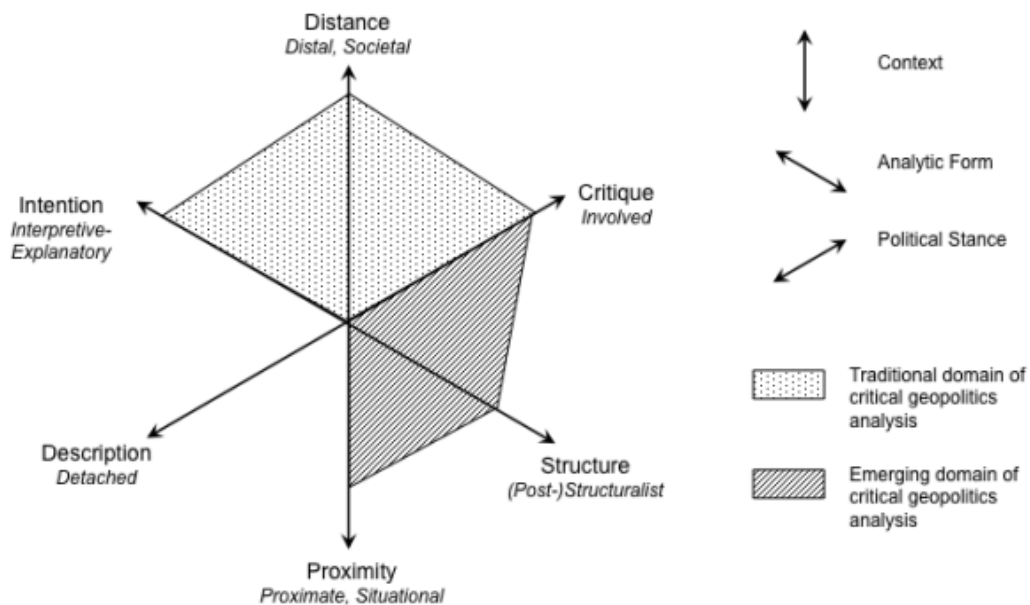 Distance
Distal, Societal
Context
Analytic Form
Intention
Interpretive-
Explanatory
Critique
Involved
Political Stance
Traditional domain of
critical geopolitics
analysis
Description
Detached
Structure
(Post-)Structuralist
Emerging domain of
critical geopolitics
analysis
Proximity
Proximate, Situational